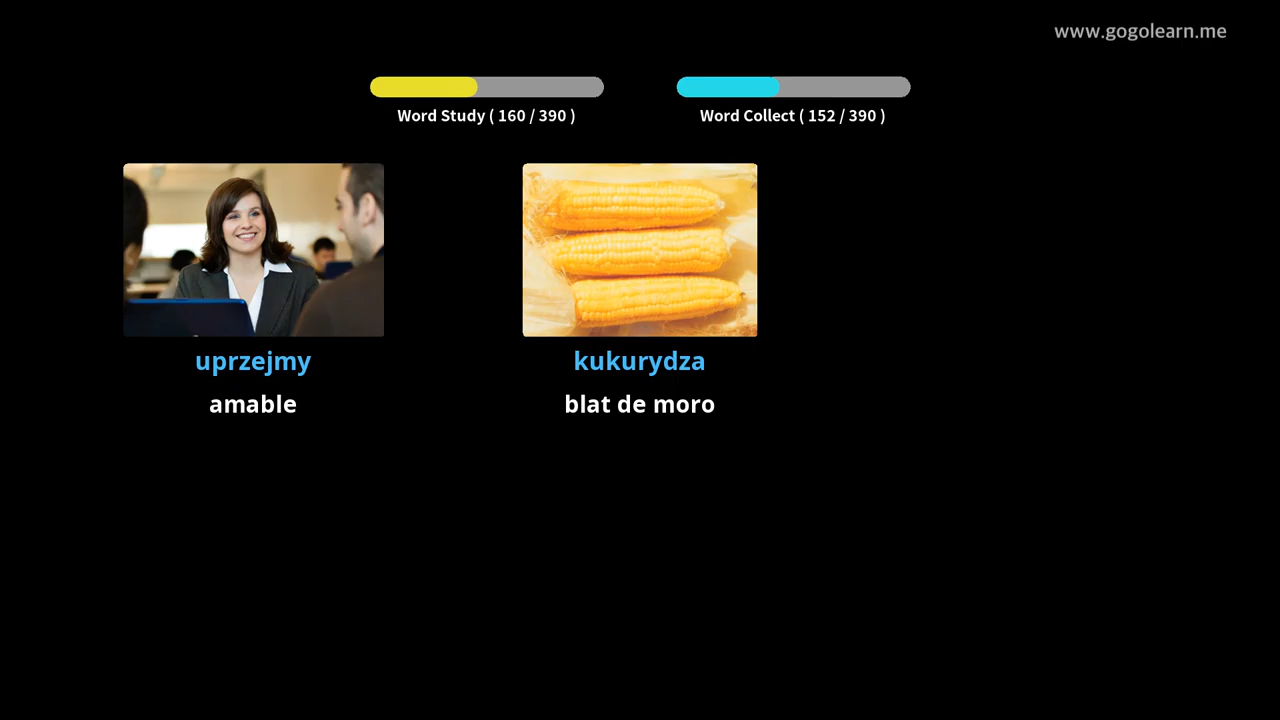 www.gogolearn.me
Word Study ( 160 / 390 )
Word Collect ( 152 / 390 )
uprzejmy
amable
kukurydza
blat de moro